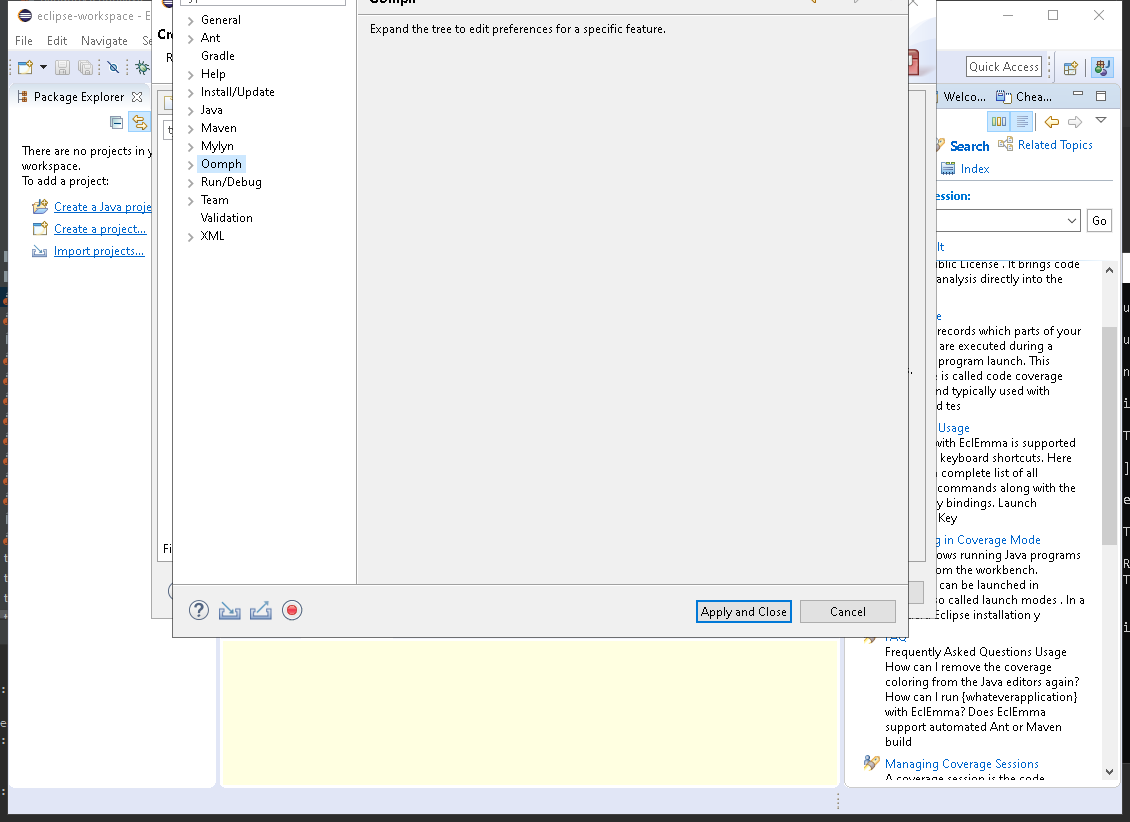 eclipse-workspace - E
File Edit Navigate Se
Cre
R
Package Explorer
There are no projects in y
workspace.
To add a project:
Create a Java proje
Create a project...
Import projects...
Fi
General
Ant
Gradle
Help
Install/Update
Java
Maven
Mylyn
Oomph
Run/Debug
Team
Validation
XML
Oomph
Expand the tree to edit preferences for a specific feature.
Apply and Close
Cancel
Quick Access
Welco...
Chea...
Search
Related Topics
Index
ession:
Go
lt
blic License . It brings code
analysis directly into the
e
records which parts of your
are executed during a
program launch. This
is called code coverage
nd typically used with
d tes
Usage
with EclEmma is supported
keyboard shortcuts. Here
complete list of all
commands along with the
y bindings. Launch
Key
g in Coverage Mode
ows running Java programs
om the workbench.
can be launched in
so called launch modes . In a
Eclipse installation y
FAQ
Frequently Asked Questions Usage
How can I remove the coverage
coloring from the Java editors again?
How can I run {whateverapplication}
with EclEmma? Does EclEmma
support automated Ant or Maven
build
Managing Coverage Sessions
A coverage session is the code